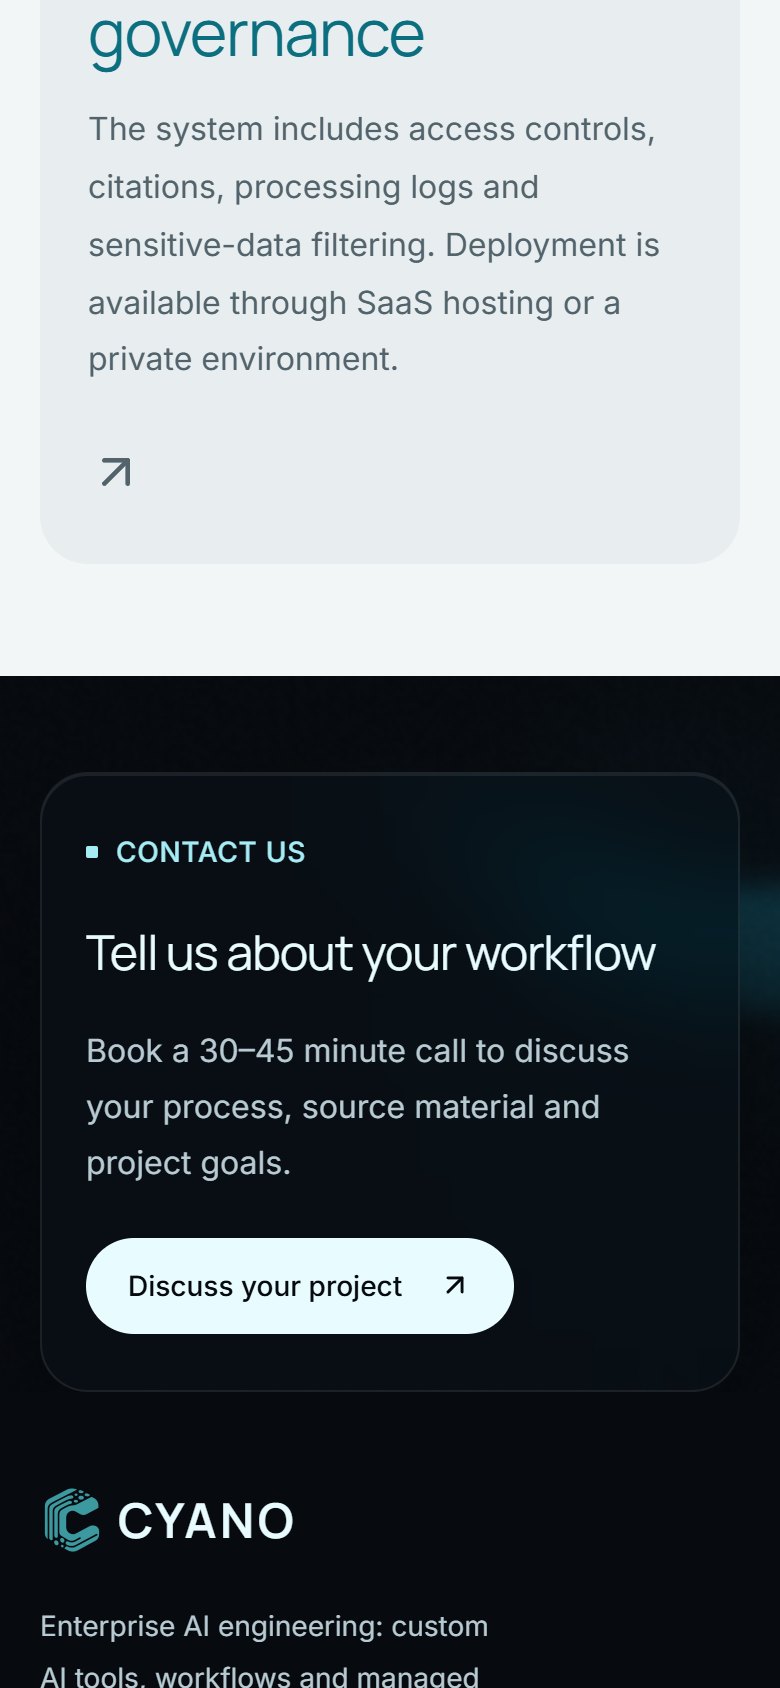 governance
The system includes access controls,
citations, processing logs and
sensitive-data filtering. Deployment is
available through SaaS hosting or a
private environment.
CONTACT US
Tell us about your workflow
Book a 30–45 minute call to discuss
your process, source material and
project goals.
Discuss your project
CYANO
Enterprise AI engineering: custom
AI tools, workflows and managed